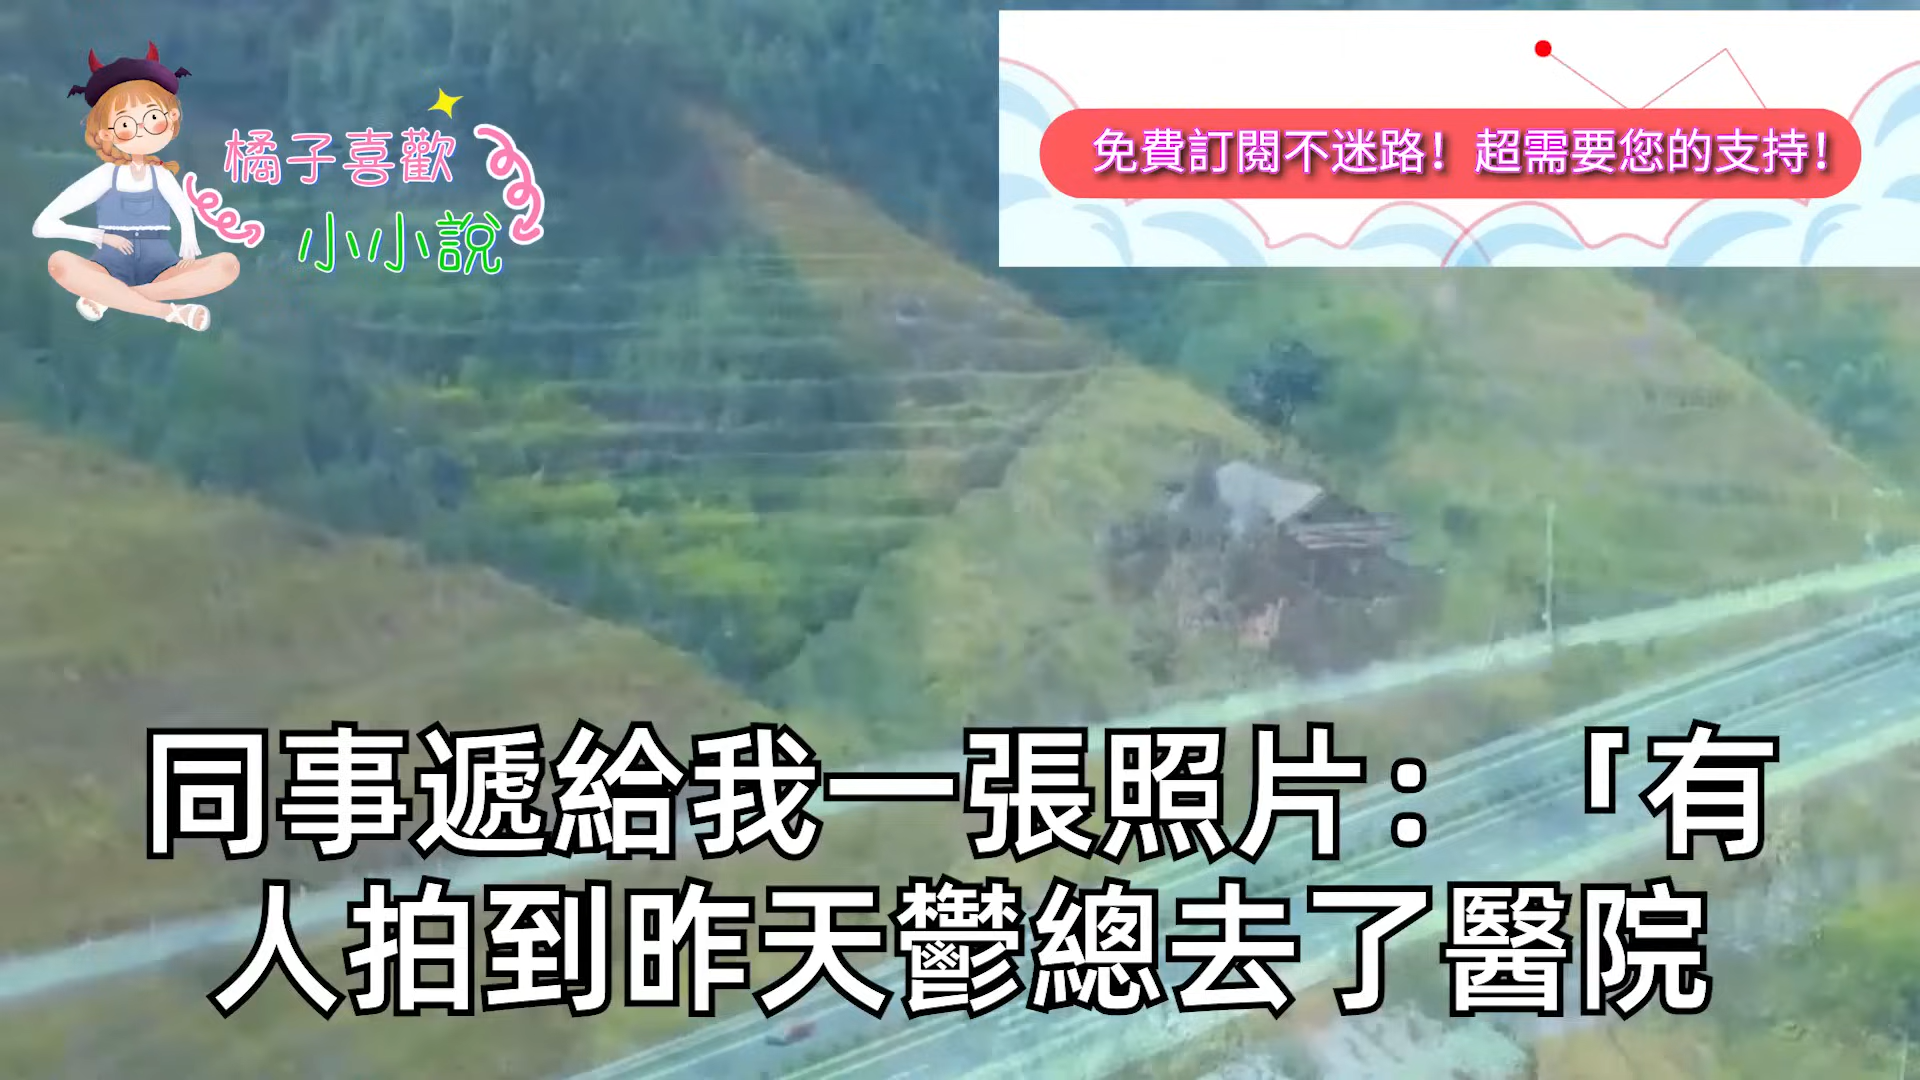 橘子喜歡
小小說
免費訂閱不迷路！超需要您的支持！
同事遞給我一張照片：「有
人拍到昨天鬱總去了醫院